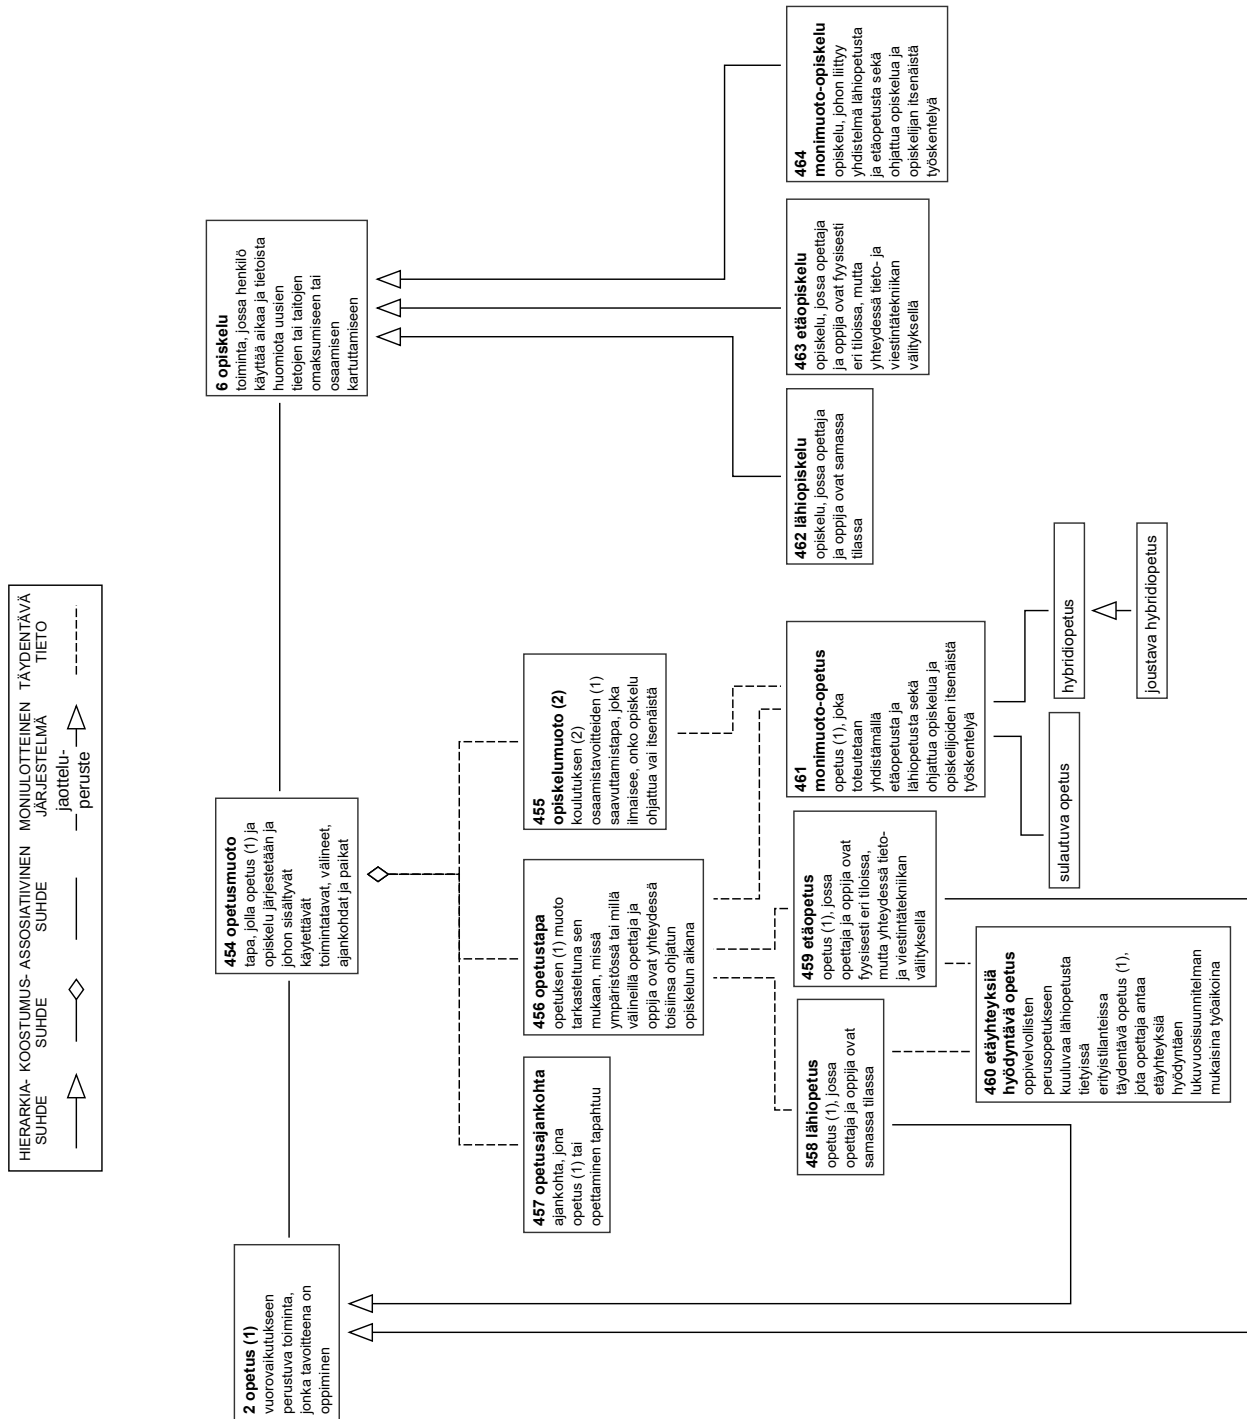 HIERARKIA- KOOSTUMUS- ASSOSIATIIVINEN MONIULOTTEINEN TÄYDENTÄVÄ
SUHDE SUHDE SUHDE JÄRJESTELMÄ TIETO
jaottelu-
peruste
2 opetus (1)
vuorovaikutukseen
perustuva toiminta,
jonka tavoitteena on
oppiminen
454 opetusmuoto
tapa, jolla opetus (1) ja
opiskelu järjestetään ja
johon sisältyvät
käytettävät
toimintatavat, välineet,
ajankohdat ja paikat
6 opiskelu
toiminta, jossa henkilö
käyttää aikaa ja tietoista
huomiota uusien
tietojen tai taitojen
omaksumiseen tai
osaamisen
kartuttamiseen
457 opetusajankohta
ajankohta, jona
opetus (1) tai
opettaminen tapahtuu
456 opetustapa
opetuksen (1) muoto
tarkasteltuna sen
mukaan, missä
ympäristössä tai millä
välineillä opettaja ja
oppija ovat yhteydessä
toisiinsa ohjatun
opiskelun aikana
455
opiskelumuoto (2)
koulutuksen (2)
osaamistavoitteiden (1)
saavuttamistapa, joka
ilmaisee, onko opiskelu
ohjattua vai itsenäistä
458 lähiopetus
opetus (1), jossa
opettaja ja oppija ovat
samassa tilassa
459 etäopetus
opetus (1), jossa
opettaja ja oppija ovat
fyysisesti eri tiloissa,
mutta yhteydessä tieto-
ja viestintätekniikan
välityksellä
461
monimuoto-opetus
opetus (1), joka
toteutetaan
yhdistämällä
etäopetusta ja
lähiopetusta sekä
ohjattua opiskelua ja
opiskelijoiden itsenäistä
työskentelyä
462 lähiopiskelu
opiskelu, jossa opettaja
ja oppija ovat samassa
tilassa
463 etäopiskelu
opiskelu, jossa opettaja
ja oppija ovat fyysisesti
eri tiloissa, mutta
yhteydessä tieto- ja
viestintätekniikan
välityksellä
464
monimuoto-opiskelu
opiskelu, johon liittyy
yhdistelmä lähiopetusta
ja etäopetusta sekä
ohjattua opiskelua ja
opiskelijan itsenäistä
työskentelyä
460 etäyhteyksiä
hyödyntävä opetus
oppivelvollisten
perusopetukseen
kuuluvaa lähiopetusta
tietyissä
erityistilanteissa
täydentävä opetus (1),
jota opettaja antaa
etäyhteyksiä
hyödyntäen
lukuvuosisuunnitelman
mukaisina työaikoina
sulautuva opetus
hybridiopetus
joustava hybridiopetus